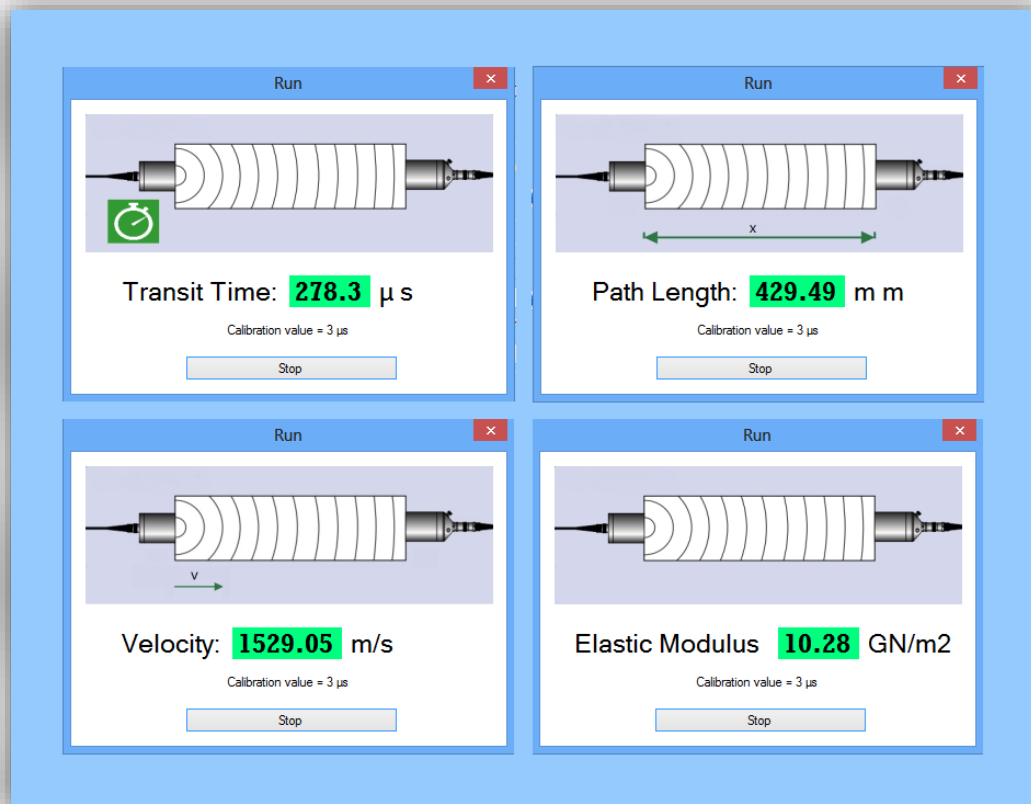 Run
Transit Time: 278.3 µ s
Calibration value = 3 µs
Stop
Run
x
Path Length: 429.49 m m
Calibration value = 3 µs
Stop
Run
v
Velocity: 1529.05 m/s
Calibration value = 3 µs
Stop
Run
Elastic Modulus 10.28 GN/m2
Calibration value = 3 µs
Stop